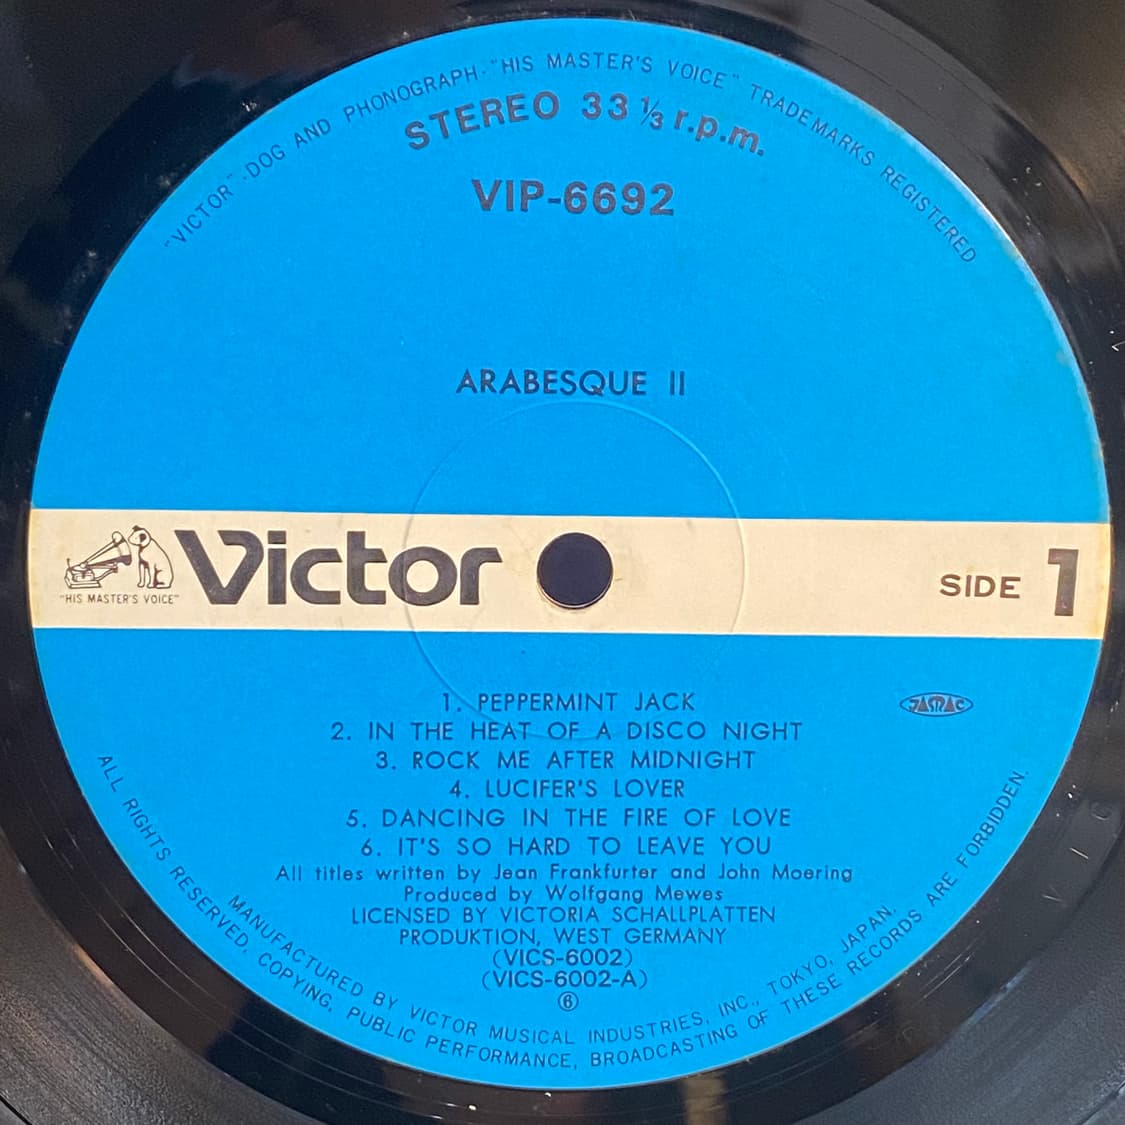 "VICTOR"-DOG AND PHONOGRAPH-"HIS MASTER'S VOICE" TRADEMARKS REGISTERED
STEREO 33 1/3 r.p.m.
VIP-6692
ARABESQUE II
Victor
"HIS MASTER'S VOICE"
SIDE 1
1. PEPPERMINT JACK
JASRAC
2. IN THE HEAT OF A DISCO NIGHT
3. ROCK ME AFTER MIDNIGHT
4. LUCIFER'S LOVER
5. DANCING IN THE FIRE OF LOVE
6. IT'S SO HARD TO LEAVE YOU
All titles written by Jean Frankfurter and John Moering
Produced by Wolfgang Mewes
LICENSED BY VICTORIA SCHALLPLATTEN
PRODUKTION, WEST GERMANY
(VICS-6002)
(VICS-6002-A)
⑥
MANUFACTURED BY VICTOR MUSICAL INDUSTRIES, INC., TOKYO, JAPAN.
ALL RIGHTS RESERVED. COPYING, PUBLIC PERFORMANCE, BROADCASTING OF THESE RECORDS ARE FORBIDDEN.